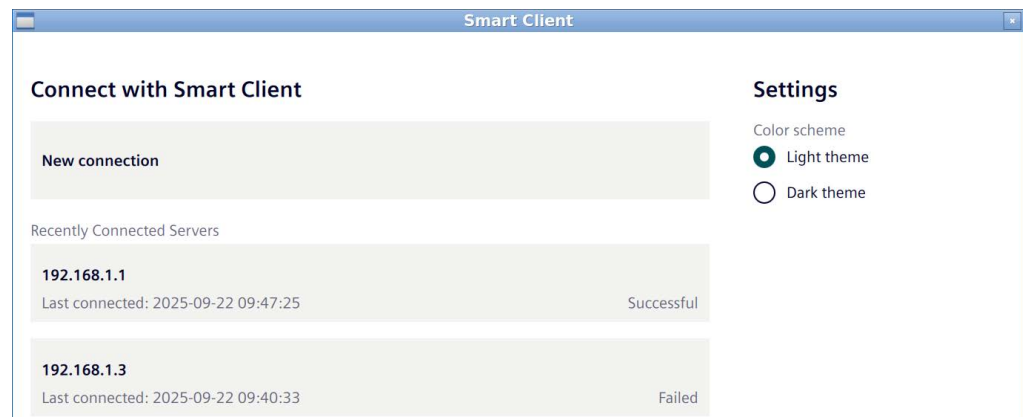 Smart Client
Connect with Smart Client
New connection
Recently Connected Servers
192.168.1.1
Last connected: 2025-09-22 09:47:25
Successful
192.168.1.3
Last connected: 2025-09-22 09:40:33
Failed
Settings
Color scheme
Light theme
Dark theme